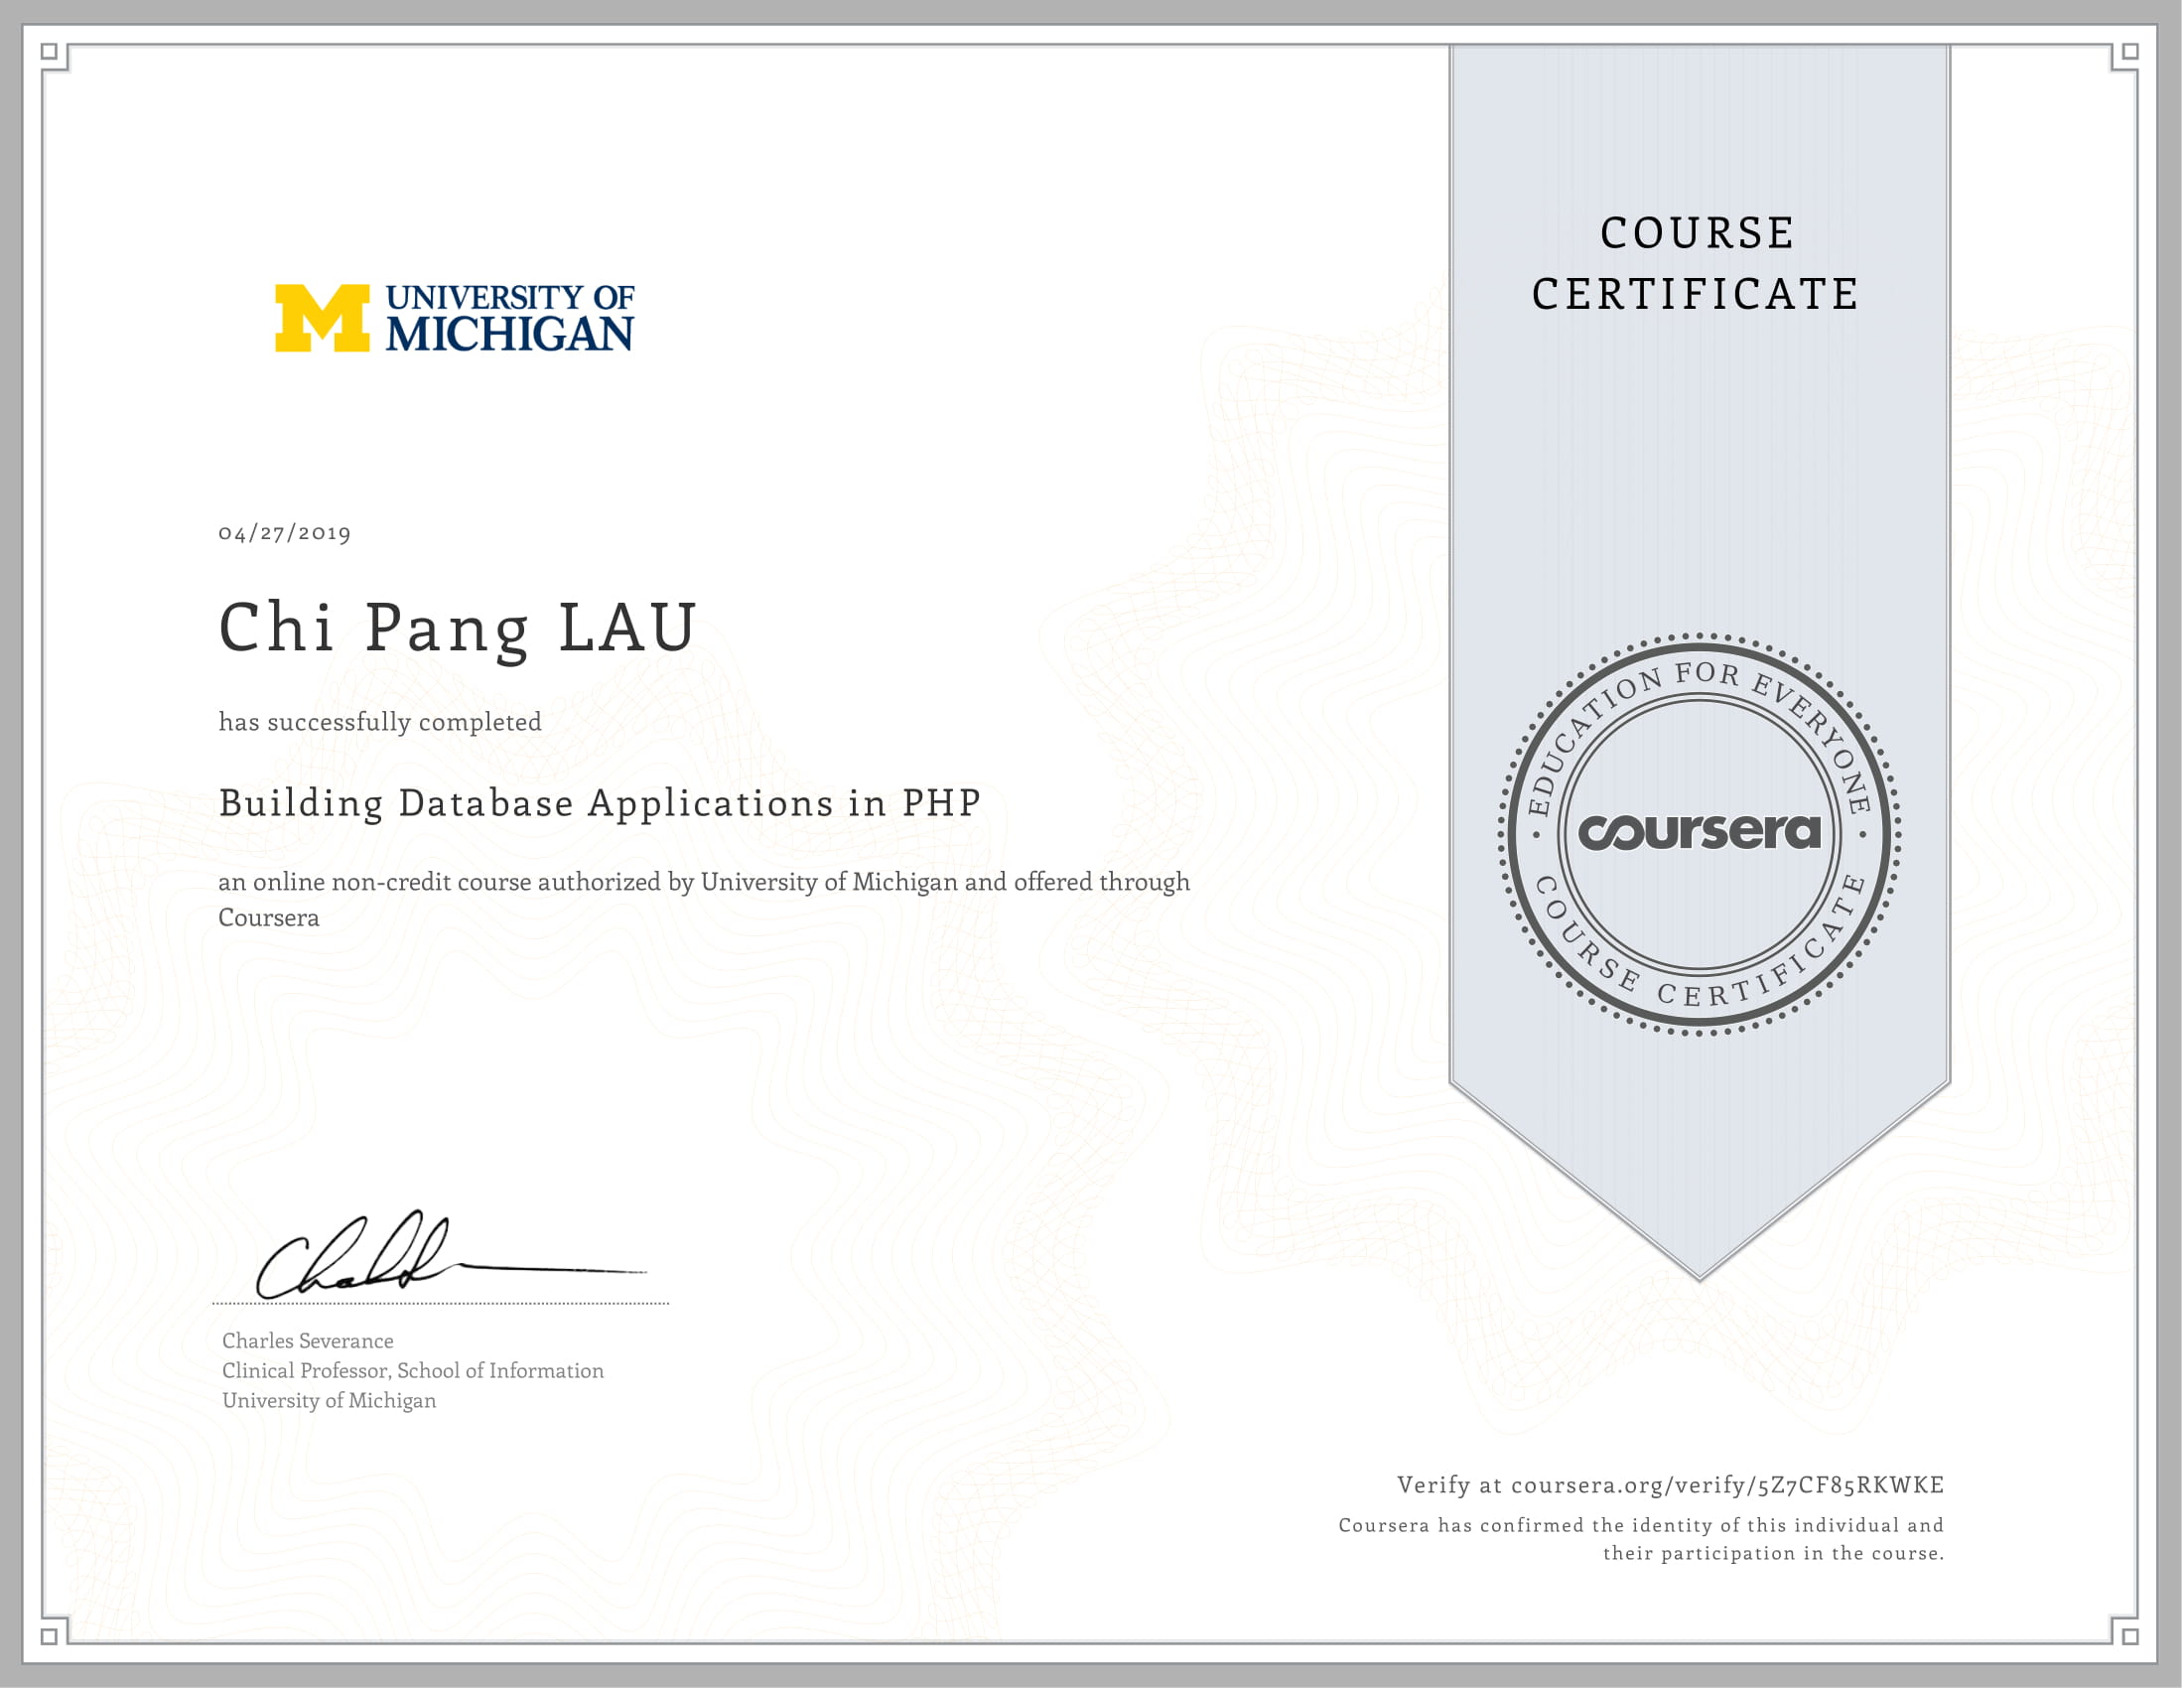 UNIVERSITY OF
MICHIGAN
04/27/2019
Chi Pang LAU
has successfully completed
Building Database Applications in PHP
an online non-credit course authorized by University of Michigan and offered through
Coursera
Charles Severance
Clinical Professor, School of Information
University of Michigan
COURSE
CERTIFICATE
EDUCATION FOR EVERYONE
coursera
COURSE CERTIFICATE
Verify at coursera.org/verify/5Z7CF85RKWKE
Coursera has confirmed the identity of this individual and
their participation in the course.